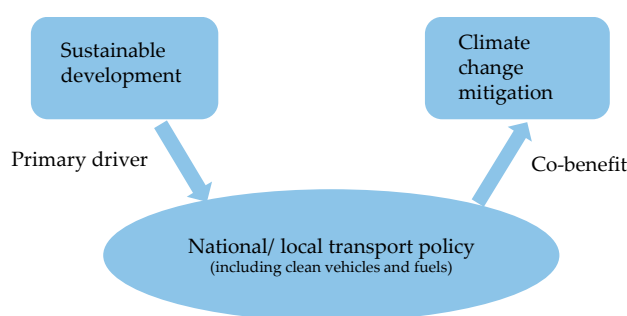 Sustainable
development
Climate
change
mitigation
Primary driver
Co-benefit
National/ local transport policy
(including clean vehicles and fuels)